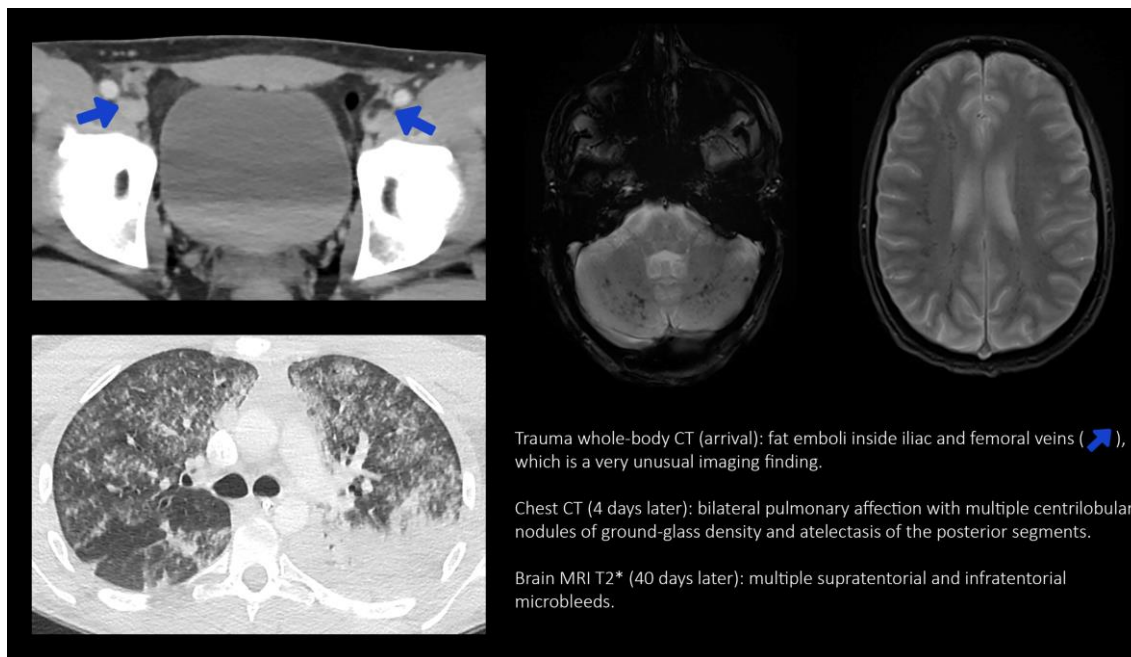 Trauma whole-body CT (arrival): fat emboli inside iliac and femoral veins ( ),
which is a very unusual imaging finding.
Chest CT (4 days later): bilateral pulmonary affection with multiple centrilobular
nodules of ground-glass density and atelectasis of the posterior segments.
Brain MRI T2* (40 days later): multiple supratentorial and infratentorial
microbleeds.